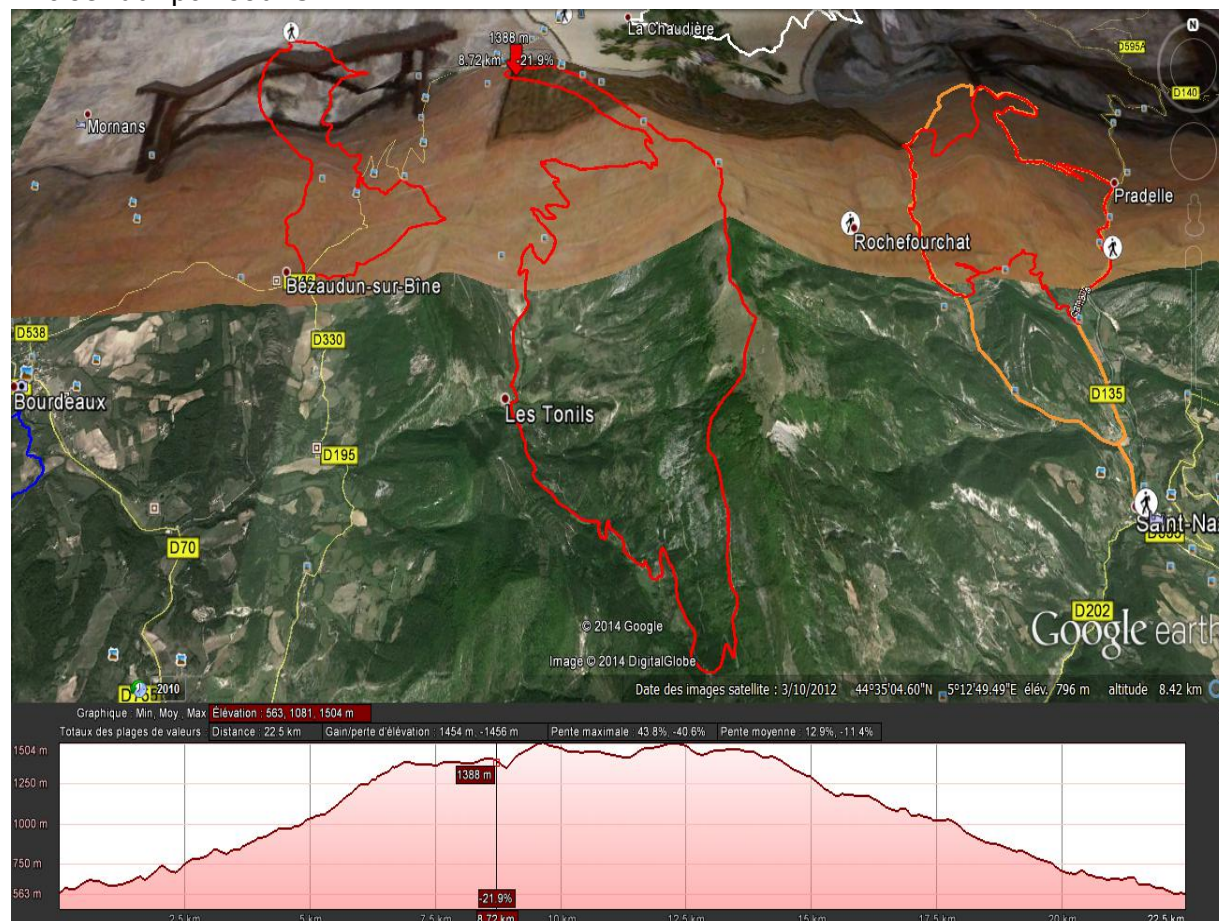 La Chaudière
1388 m
8.72 km -21.9%
N
D595A
D140
Mornans
Pradelle
Rochefourchat
Bézaudun-sur-Bîne
D538
D330
Bourdeaux
Les Tonils
D135
D195
Saint-Na
D70
D202
© 2014 Google
Google earth
Image © 2014 DigitalGlobe
2010
Date des images satellite : 3/10/2012 44°35'04.60"N 5°12'49.49"E élév. 796 m altitude 8.42 km
Graphique : Min, Moy, Max Élévation : 563, 1081, 1504 m
Totaux des plages de valeurs : Distance : 22.5 km Gain/perte d'élévation : 1454 m, -1456 m Pente maximale : 43.8%, -40.6% Pente moyenne : 12.9%, -11.4%
1504 m
1388 m
1250 m
1000 m
750 m
563 m
-21.9%
2.5 km 5 km 7.5 km 8.72 km 10 km 12.5 km 15 km 17.5 km 20 km 22.5 km